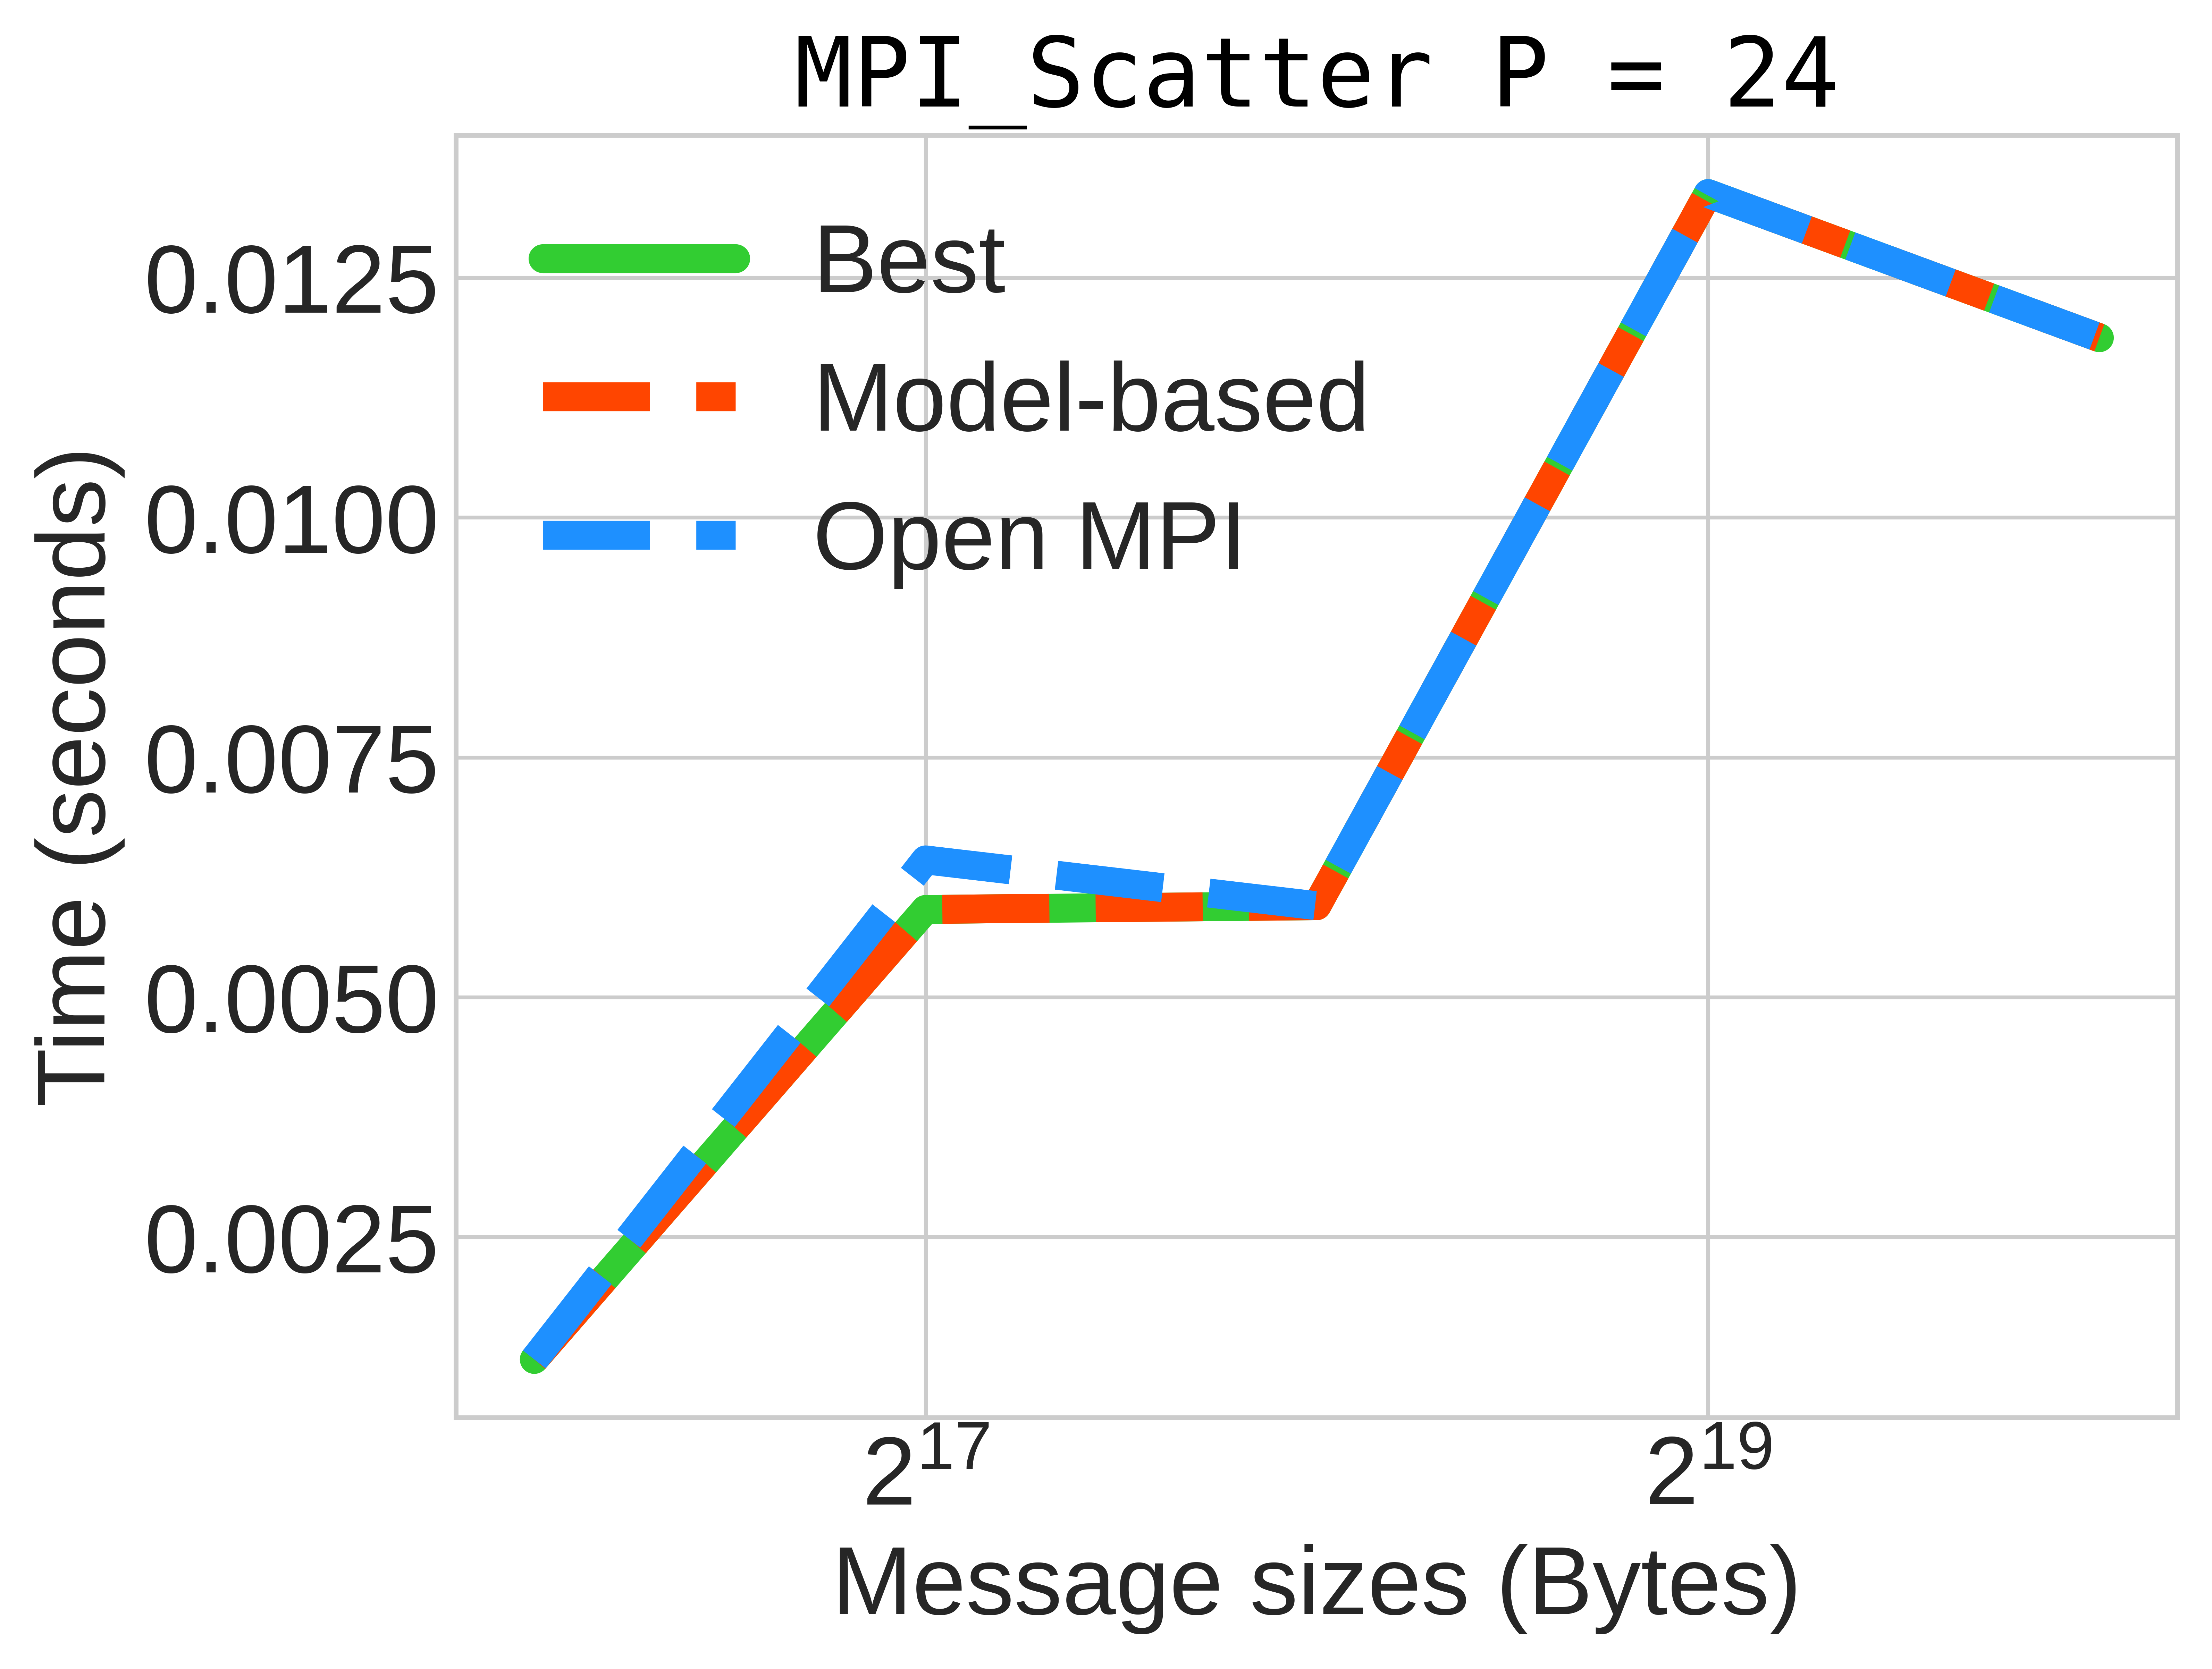 MPI_Scatter P = 24
Best
Model-based
Open MPI
0.0125
0.0100
0.0075
0.0050
0.0025
Time (seconds)
2^17
2^19
Message sizes (Bytes)